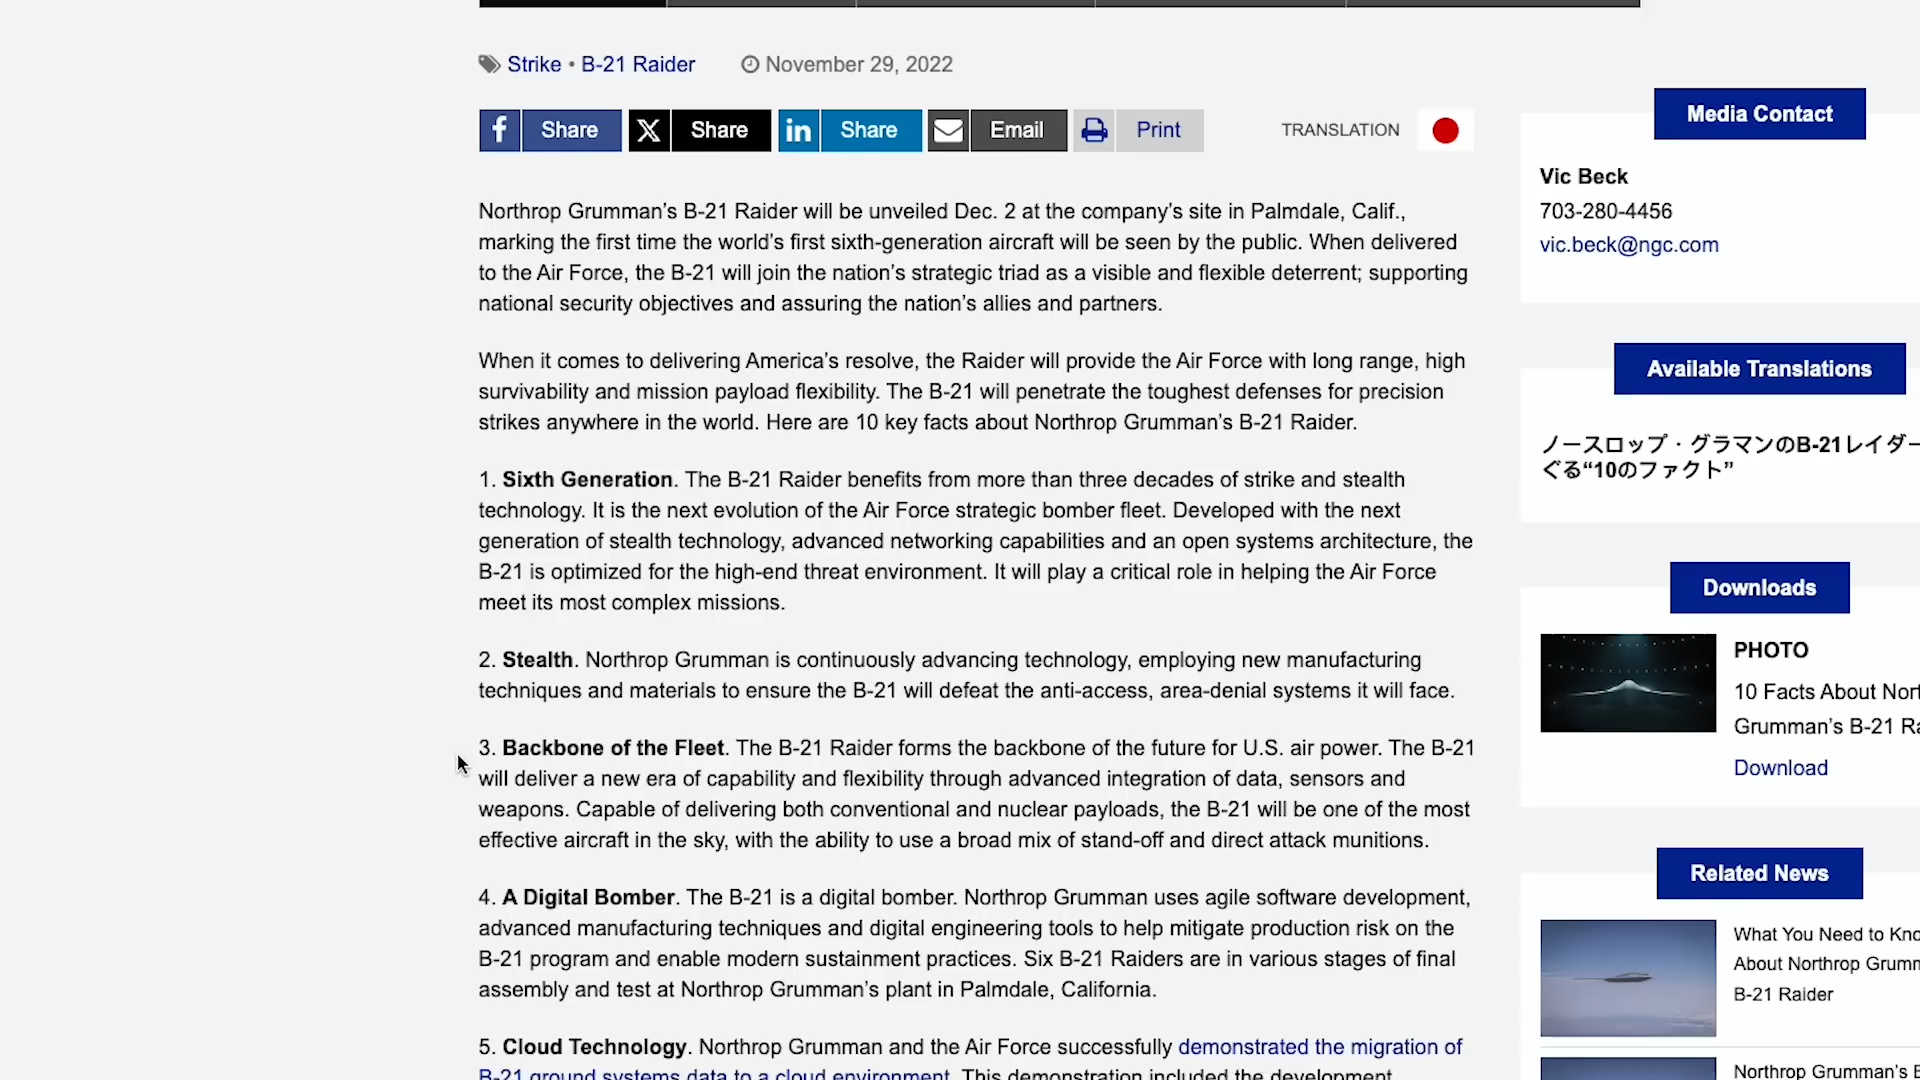 Strike • B-21 Raider November 29, 2022
Share Share Share Email Print TRANSLATION
Northrop Grumman’s B-21 Raider will be unveiled Dec. 2 at the company’s site in Palmdale, Calif.,
marking the first time the world’s first sixth-generation aircraft will be seen by the public. When delivered
to the Air Force, the B-21 will join the nation’s strategic triad as a visible and flexible deterrent; supporting
national security objectives and assuring the nation’s allies and partners.
When it comes to delivering America’s resolve, the Raider will provide the Air Force with long range, high
survivability and mission payload flexibility. The B-21 will penetrate the toughest defenses for precision
strikes anywhere in the world. Here are 10 key facts about Northrop Grumman’s B-21 Raider.
1. Sixth Generation. The B-21 Raider benefits from more than three decades of strike and stealth
technology. It is the next evolution of the Air Force strategic bomber fleet. Developed with the next
generation of stealth technology, advanced networking capabilities and an open systems architecture, the
B-21 is optimized for the high-end threat environment. It will play a critical role in helping the Air Force
meet its most complex missions.
2. Stealth. Northrop Grumman is continuously advancing technology, employing new manufacturing
techniques and materials to ensure the B-21 will defeat the anti-access, area-denial systems it will face.
3. Backbone of the Fleet. The B-21 Raider forms the backbone of the future for U.S. air power. The B-21
will deliver a new era of capability and flexibility through advanced integration of data, sensors and
weapons. Capable of delivering both conventional and nuclear payloads, the B-21 will be one of the most
effective aircraft in the sky, with the ability to use a broad mix of stand-off and direct attack munitions.
4. A Digital Bomber. The B-21 is a digital bomber. Northrop Grumman uses agile software development,
advanced manufacturing techniques and digital engineering tools to help mitigate production risk on the
B-21 program and enable modern sustainment practices. Six B-21 Raiders are in various stages of final
assembly and test at Northrop Grumman’s plant in Palmdale, California.
5. Cloud Technology. Northrop Grumman and the Air Force successfully demonstrated the migration of
B-21 ground systems data to a cloud environment. This demonstration included the development,
Media Contact
Vic Beck
703-280-4456
vic.beck@ngc.com
Available Translations
ノースロップ・グラマンのB-21レイダー
ぐる“10のファクト”
Downloads
PHOTO
10 Facts About Nort
Grumman’s B-21 Ra
Download
Related News
What You Need to Kno
About Northrop Grumm
B-21 Raider
Northrop Grumman’s B